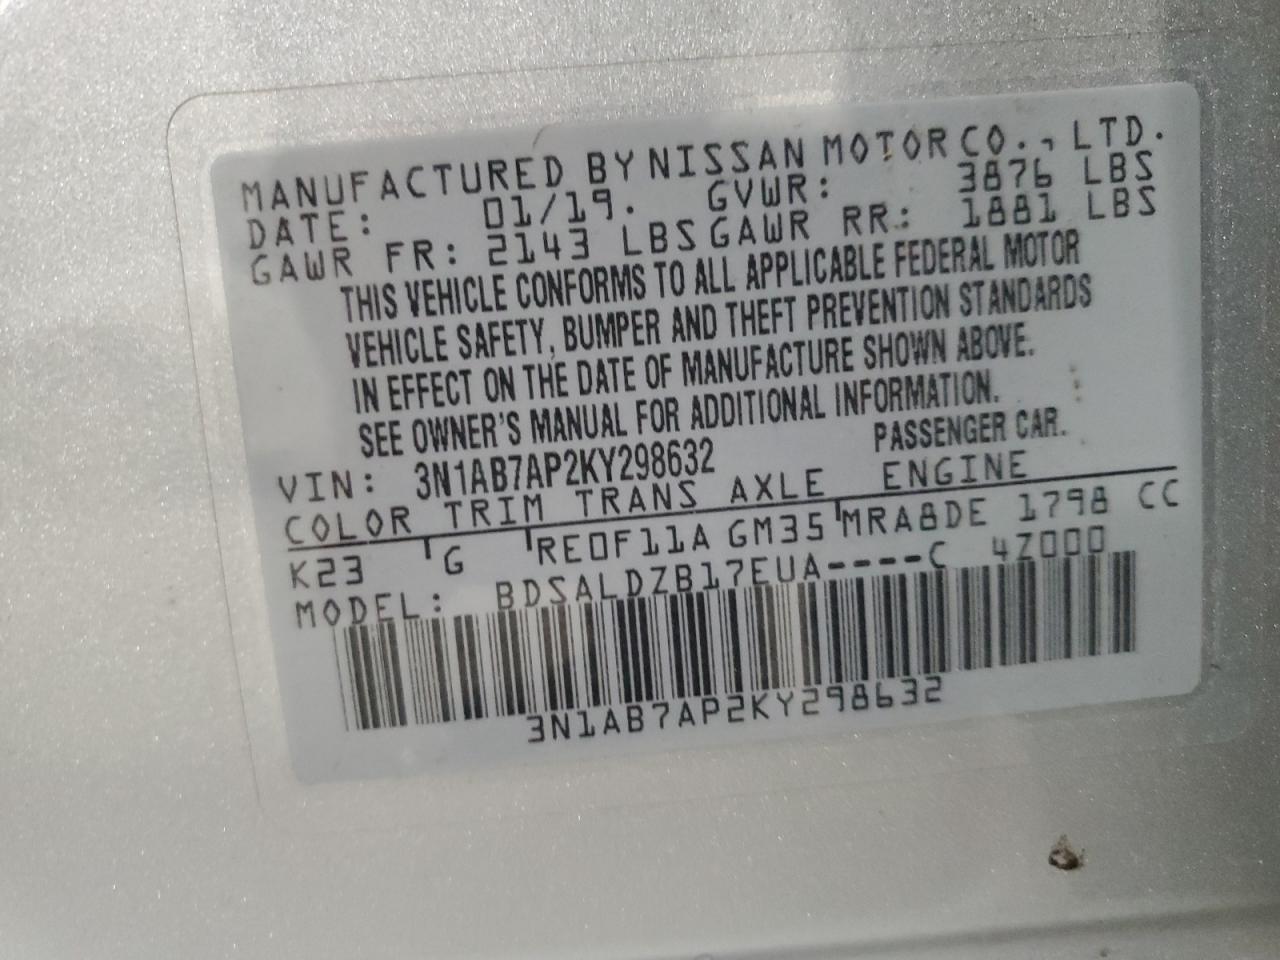 MANUFACTURED BY NISSAN MOTOR CO., LTD.
DATE: 01/19. GVWR: 3876 LBS
GAWR FR: 2143 LBS GAWR RR: 1881 LBS
THIS VEHICLE CONFORMS TO ALL APPLICABLE FEDERAL MOTOR
VEHICLE SAFETY, BUMPER AND THEFT PREVENTION STANDARDS
IN EFFECT ON THE DATE OF MANUFACTURE SHOWN ABOVE.
SEE OWNER'S MANUAL FOR ADDITIONAL INFORMATION.
VIN: 3N1AB7AP2KY298632 PASSENGER CAR.
COLOR TRIM TRANS AXLE ENGINE
K23 G RE0F11A GM35 MRA8DE 1798 CC
MODEL: BDSALDZB17EUA----C 4Z000
3N1AB7AP2KY298632